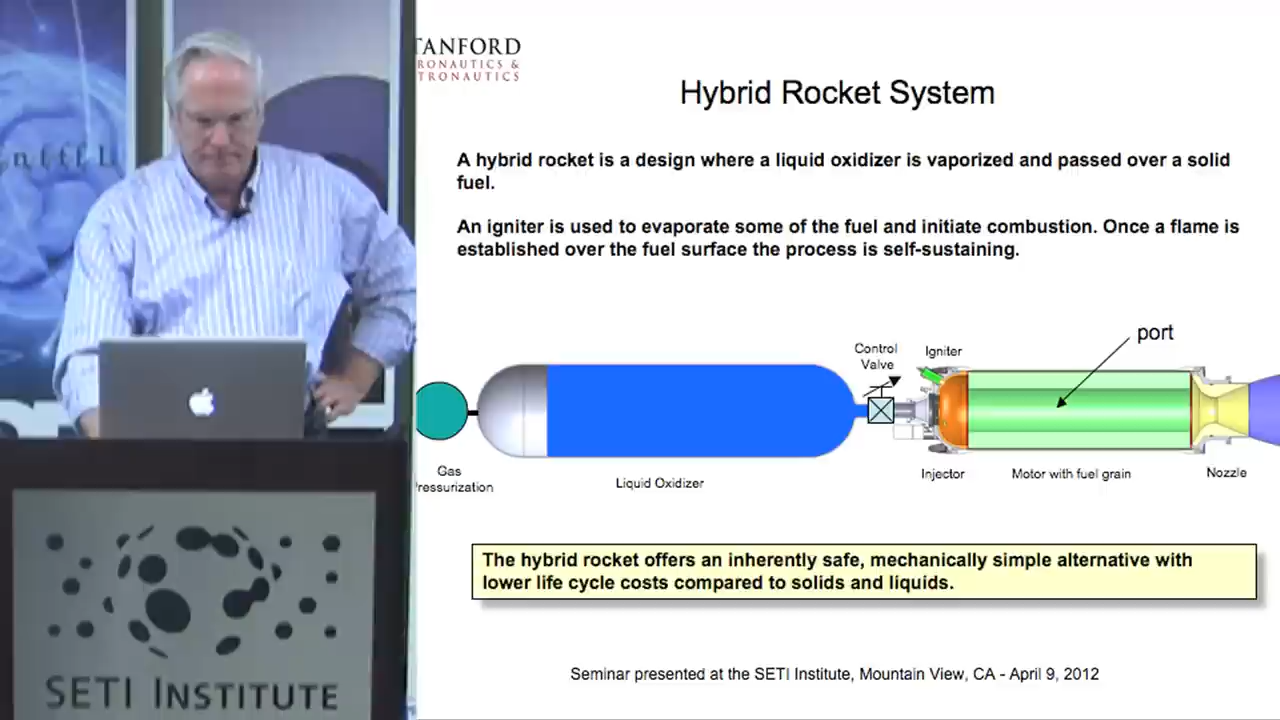 TANFORD
RONAUTICS &
TRONAUTICS
Hybrid Rocket System
A hybrid rocket is a design where a liquid oxidizer is vaporized and passed over a solid
fuel.
An igniter is used to evaporate some of the fuel and initiate combustion. Once a flame is
established over the fuel surface the process is self-sustaining.
port
Control
Valve
Igniter
Gas
ressurization
Liquid Oxidizer
Injector
Motor with fuel grain
Nozzle
The hybrid rocket offers an inherently safe, mechanically simple alternative with
lower life cycle costs compared to solids and liquids.
Seminar presented at the SETI Institute, Mountain View, CA - April 9, 2012
SETI INSTITUTE